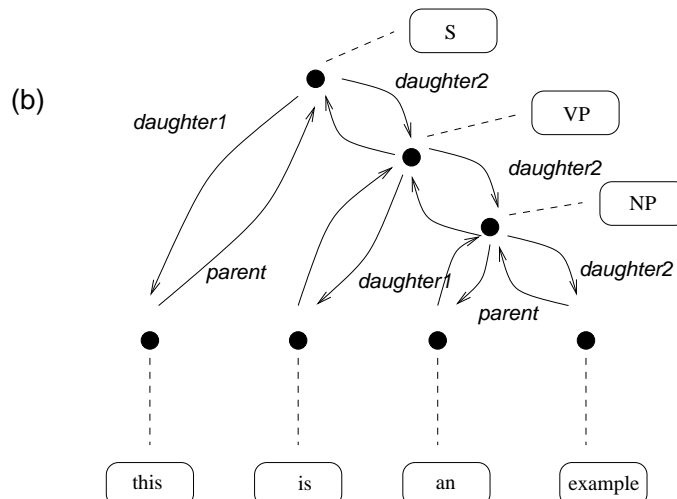 S
(b)
daughter2
daughter1
VP
daughter2
NP
parent
daughter1
daughter2
parent
this
is
an
example